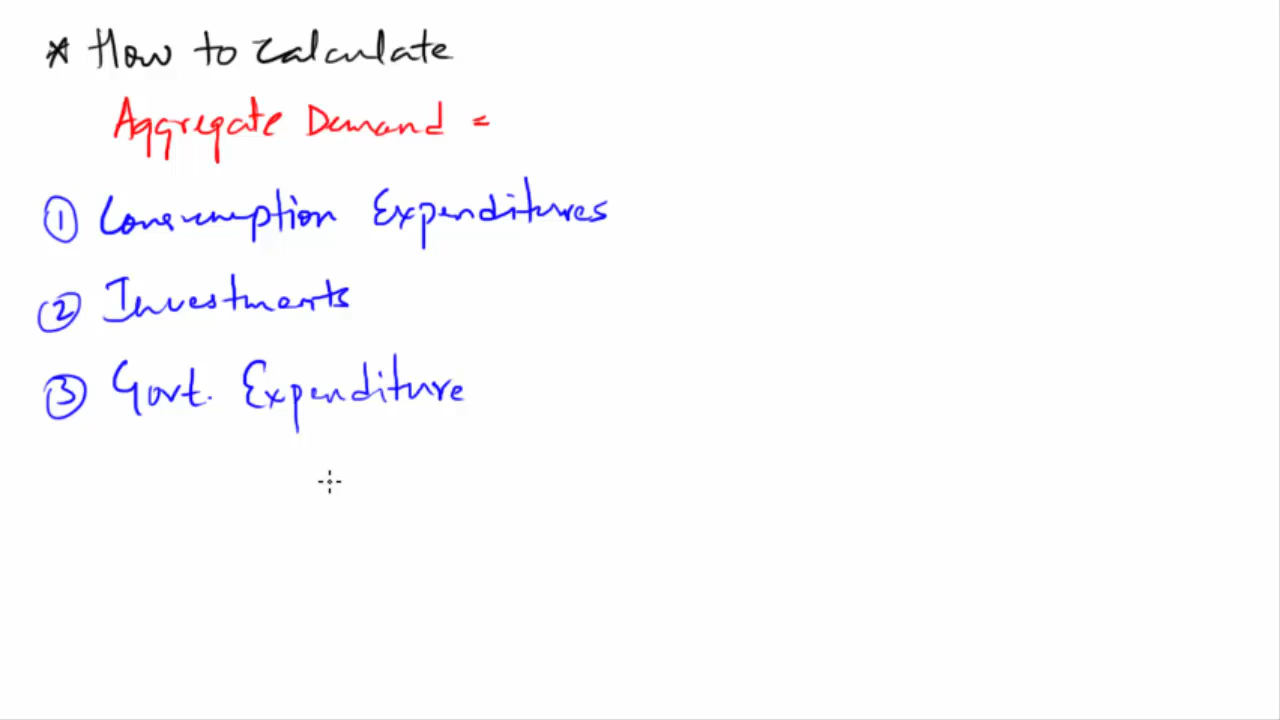 * How to calculate
Aggregate Demand =
① Consumption Expenditures
② Investments
③ Govt. Expenditure